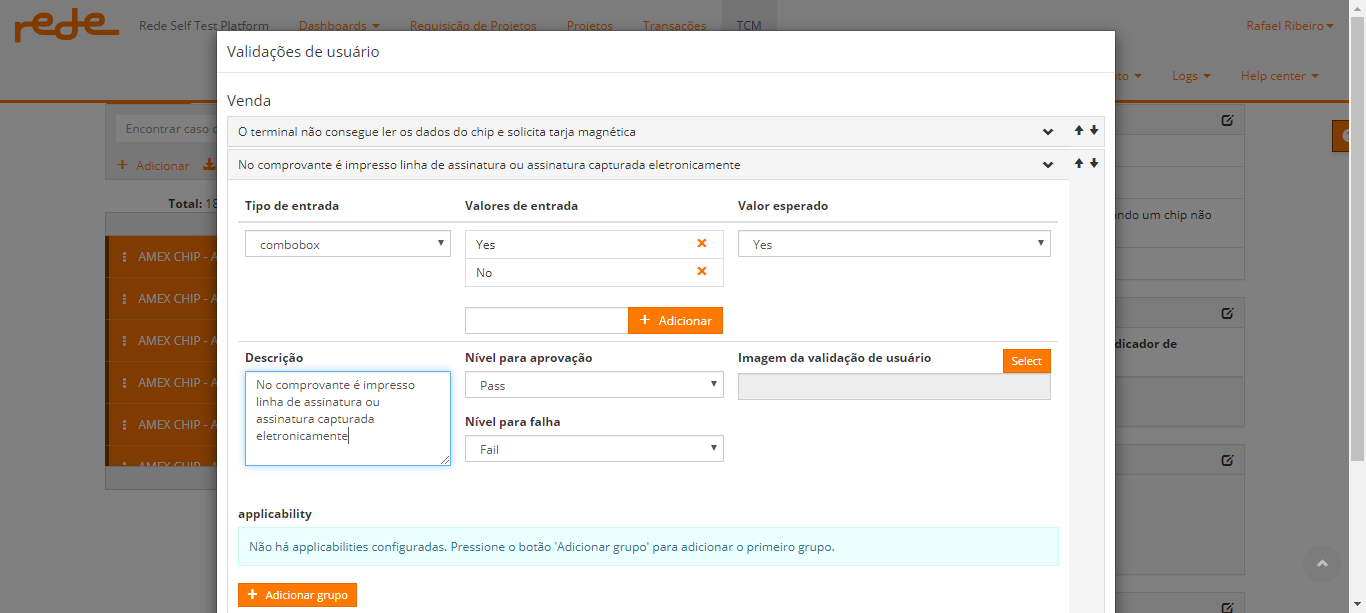 rede Rede Self Test Platform Dashboards Requisição de Projetos Projetos Transações TCM Rafael Ribeiro
Validações de usuário
Logs Help center
Venda
Encontrar caso
O terminal não consegue ler os dados do chip e solicita tarja magnética
Adicionar
No comprovante é impresso linha de assinatura ou assinatura capturada eletronicamente
Total: 18
Tipo de entrada Valores de entrada Valor esperado
ndo um chip não
combobox Yes Yes
No
AMEX CHIP - A
AMEX CHIP - A
AMEX CHIP - A
AMEX CHIP - A
AMEX CHIP - A
AMEX CHIP - A
+ Adicionar
dicador de
Descrição Nível para aprovação Imagem da validação de usuário Select
No comprovante é impresso
linha de assinatura ou
assinatura capturada
eletronicamente
Pass
Nível para falha
Fail
applicability
Não há applicabilities configuradas. Pressione o botão 'Adicionar grupo' para adicionar o primeiro grupo.
+ Adicionar grupo